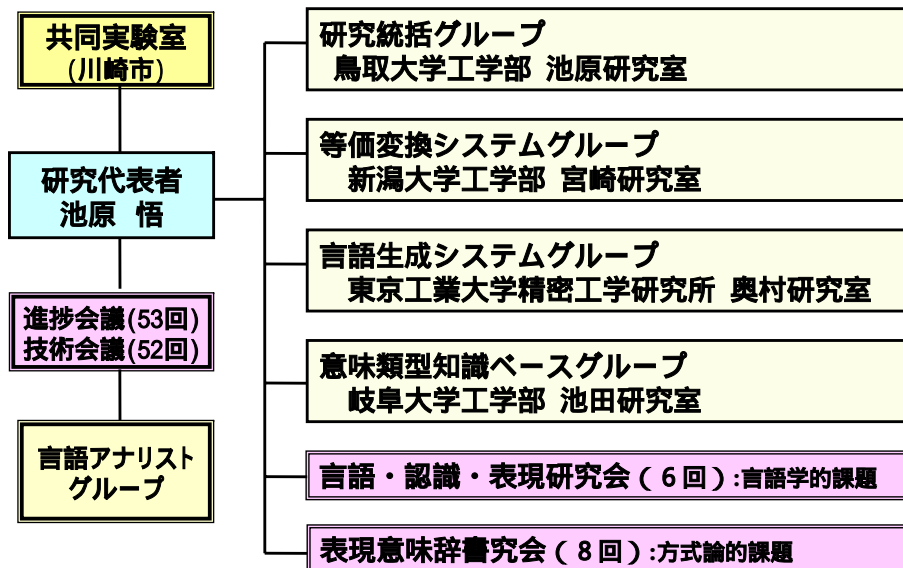 共同実験室
(川崎市)
研究代表者
池原 悟
進捗会議(53回)
技術会議(52回)
言語アナリスト
グループ
研究統括グループ
鳥取大学工学部 池原研究室
等価変換システムグループ
新潟大学工学部 宮崎研究室
言語生成システムグループ
東京工業大学精密工学研究所 奥村研究室
意味類型知識ベースグループ
岐阜大学工学部 池田研究室
言語・認識・表現研究会(6回):言語学的課題
表現意味辞書究会(8回):方式論的課題